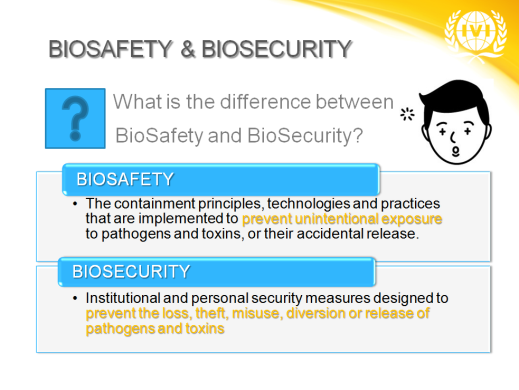 IVI
BIOSAFETY & BIOSECURITY
?
What is the difference between
BioSafety and BioSecurity?
BIOSAFETY
• The containment principles, technologies and practices
that are implemented to prevent unintentional exposure
to pathogens and toxins, or their accidental release.
BIOSECURITY
• Institutional and personal security measures designed to
prevent the loss, theft, misuse, diversion or release of
pathogens and toxins